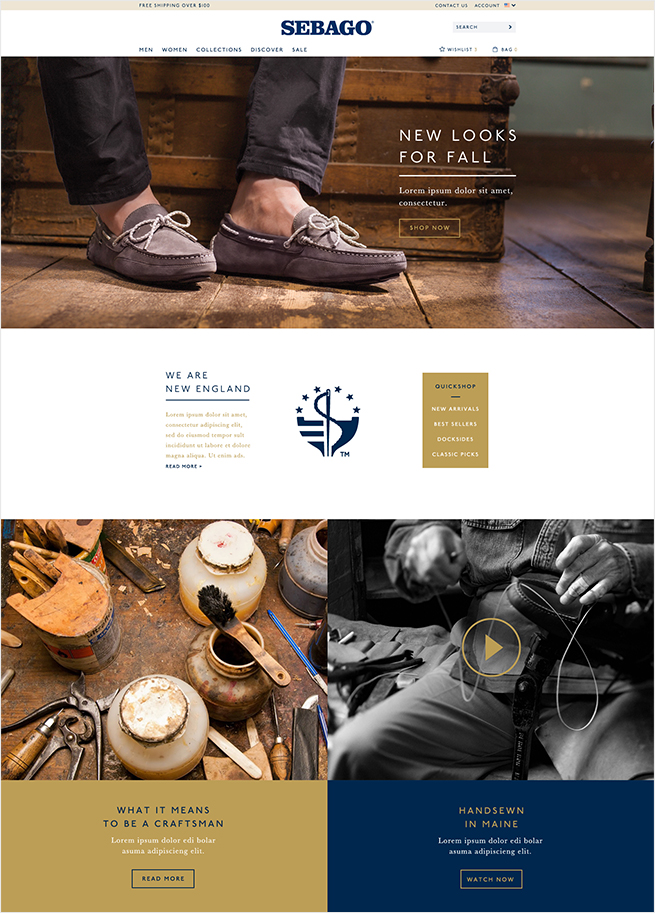 FREE SHIPPING OVER $100
CONTACT US ACCOUNT
SEBAGO
SEARCH
MEN WOMEN COLLECTIONS DISCOVER SALE
WISHLIST
BAG
NEW LOOKS
FOR FALL
Lorem ipsum dolor sit amet,
consectetur.
SHOP NOW
WE ARE
NEW ENGLAND
Lorem ipsum dolor sit amet,
consectetur adipiscing elit,
sed do eiusmod tempor sult
incididunt ut labore et dolore
magna aliqua. Ut enim ado.
READ MORE >
TM
QUICKSHOP
NEW ARRIVALS
BEST SELLERS
DOCKSIDES
CLASSIC PICKS
WHAT IT MEANS
TO BE A CRAFTSMAN
Lorem ipsum dolor edi bolar
asuma adipiscieng elit.
READ MORE
HANDSEWN
IN MAINE
Lorem ipsum dolor edi bolar
asuma adipiscieng elit.
WATCH NOW